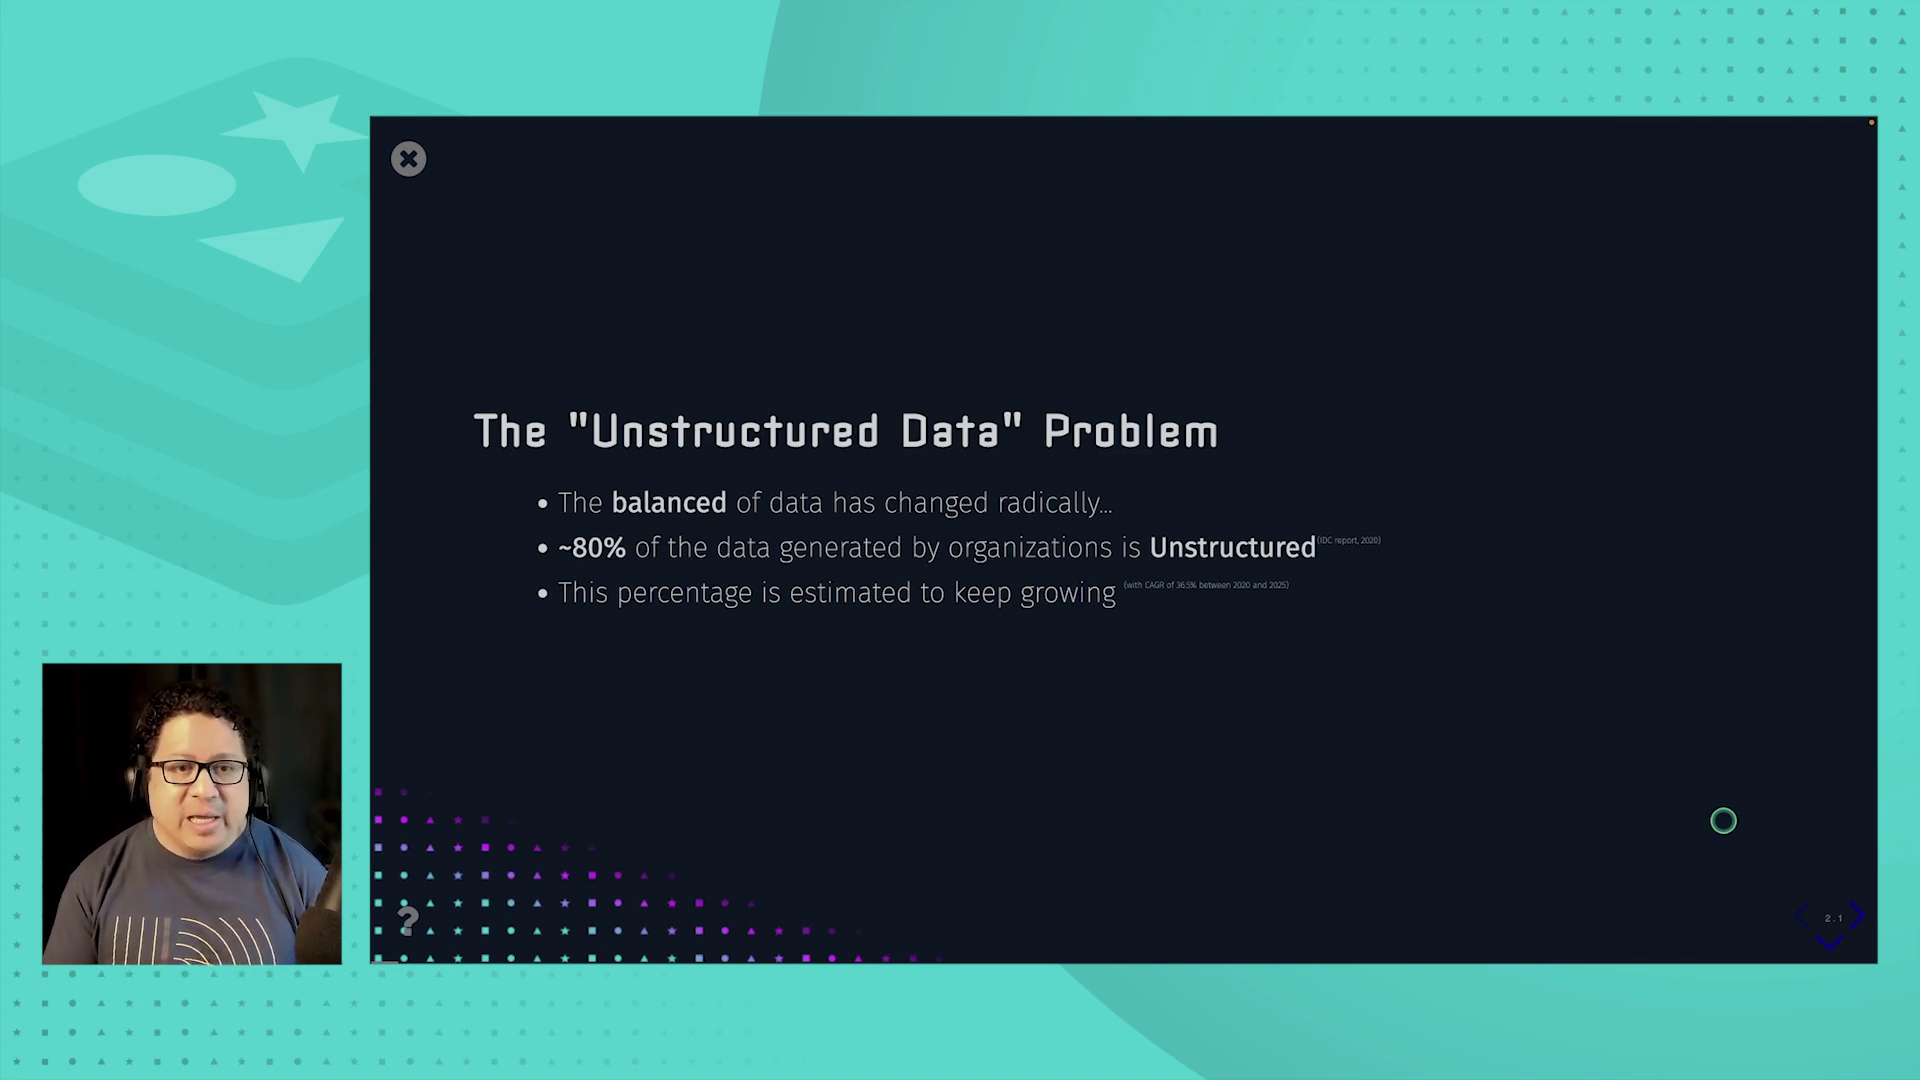 The "Unstructured Data" Problem
• The balanced of data has changed radically...
• ~80% of the data generated by organizations is Unstructured (IDC report, 2020)
• This percentage is estimated to keep growing (with CAGR of 36.5% between 2020 and 2025)
?
2.1